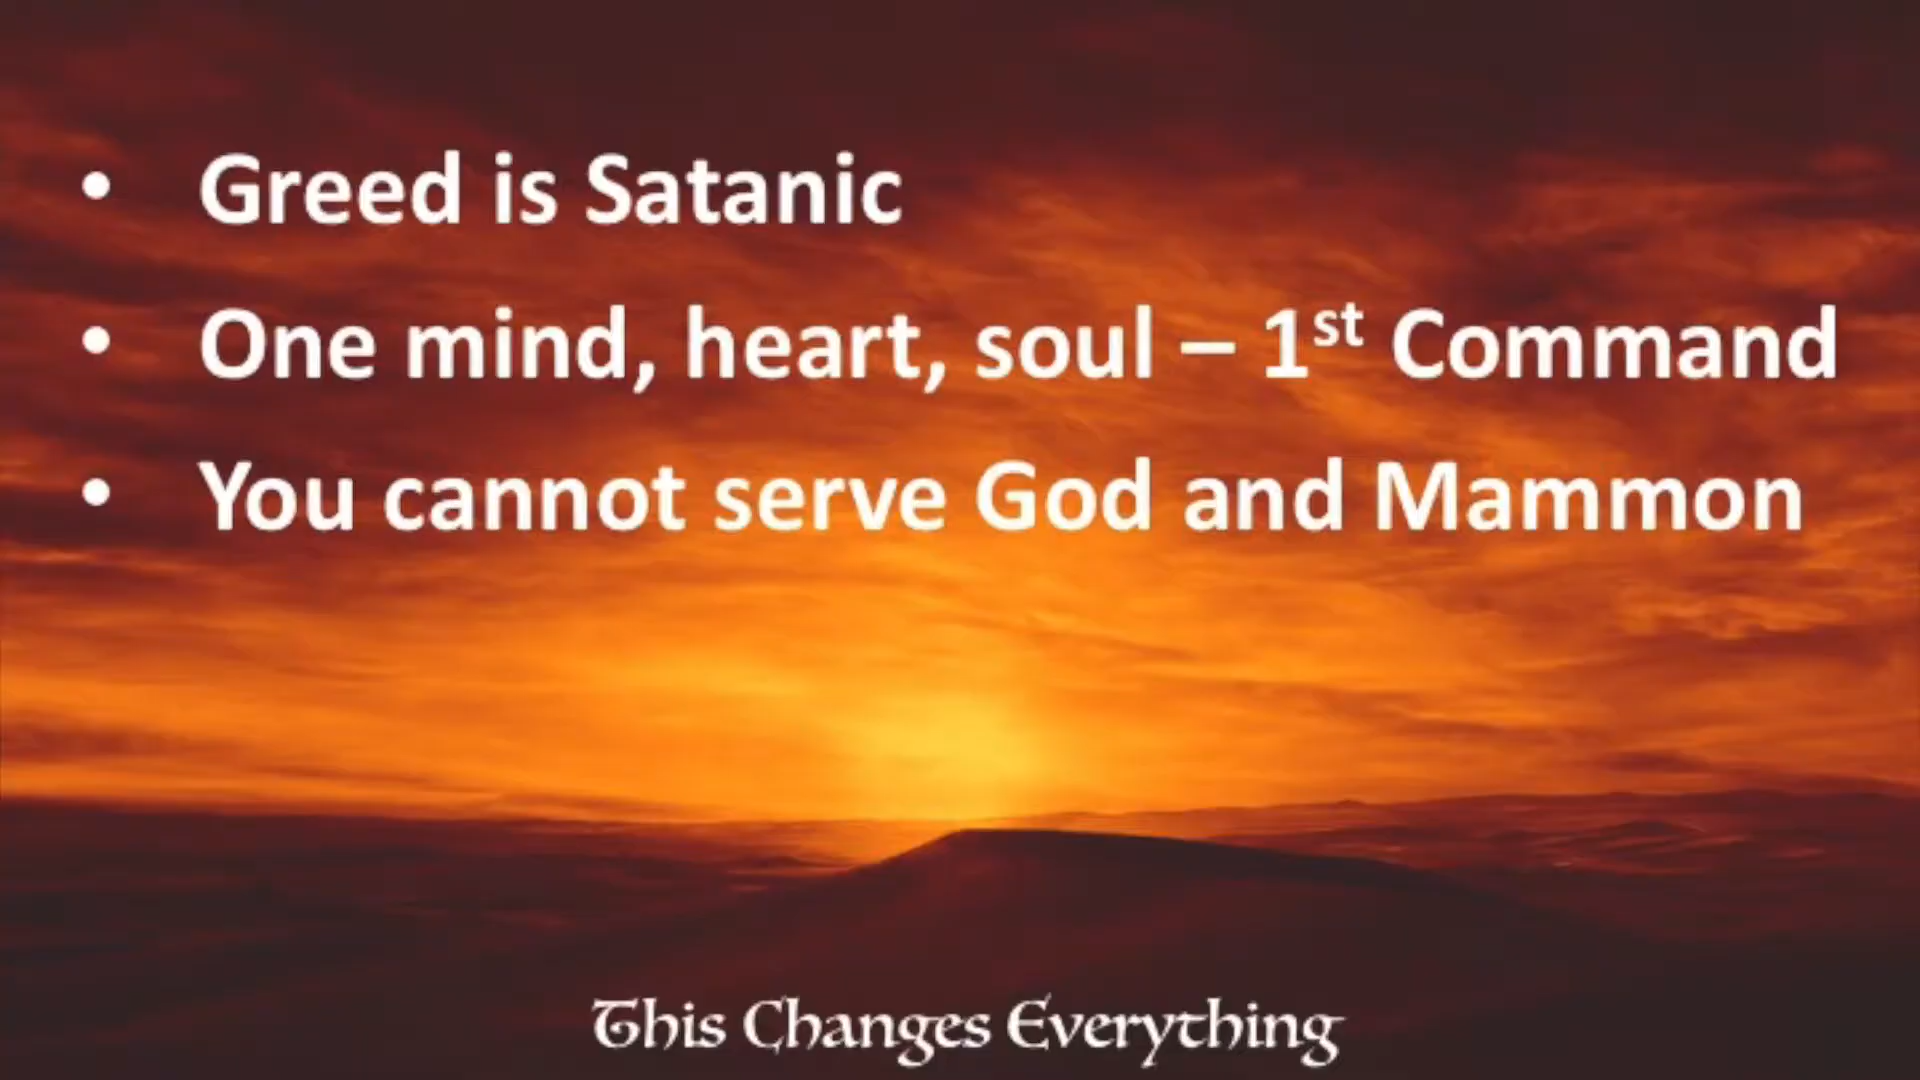 • Greed is Satanic
• One mind, heart, soul – 1st Command
• You cannot serve God and Mammon
This Changes Everything